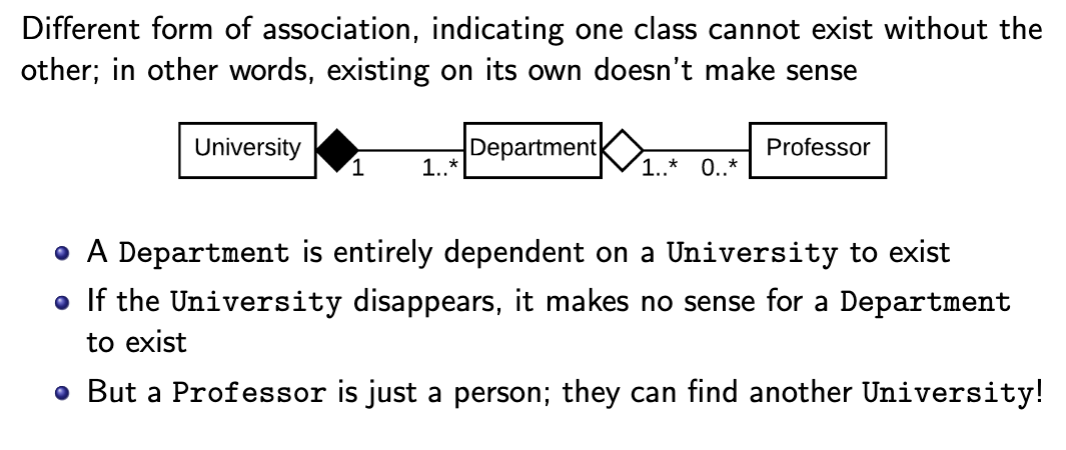 Different form of association, indicating one class cannot exist without the
other; in other words, existing on its own doesn't make sense
University Department Professor
1 1..* 1..* 0..*
A Department is entirely dependent on a University to exist
If the University disappears, it makes no sense for a Department
to exist
But a Professor is just a person; they can find another University!